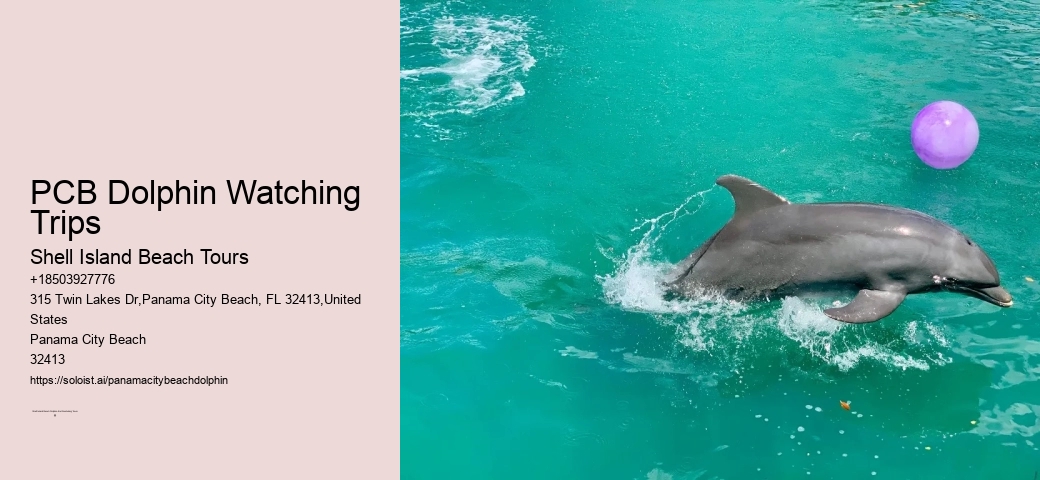 PCB Dolphin Watching
Trips
Shell Island Beach Tours
+18503927776
315 Twin Lakes Dr,Panama City Beach, FL 32413,United
States
Panama City Beach
32413
https://soloist.ai/panamacitybeachdolphin